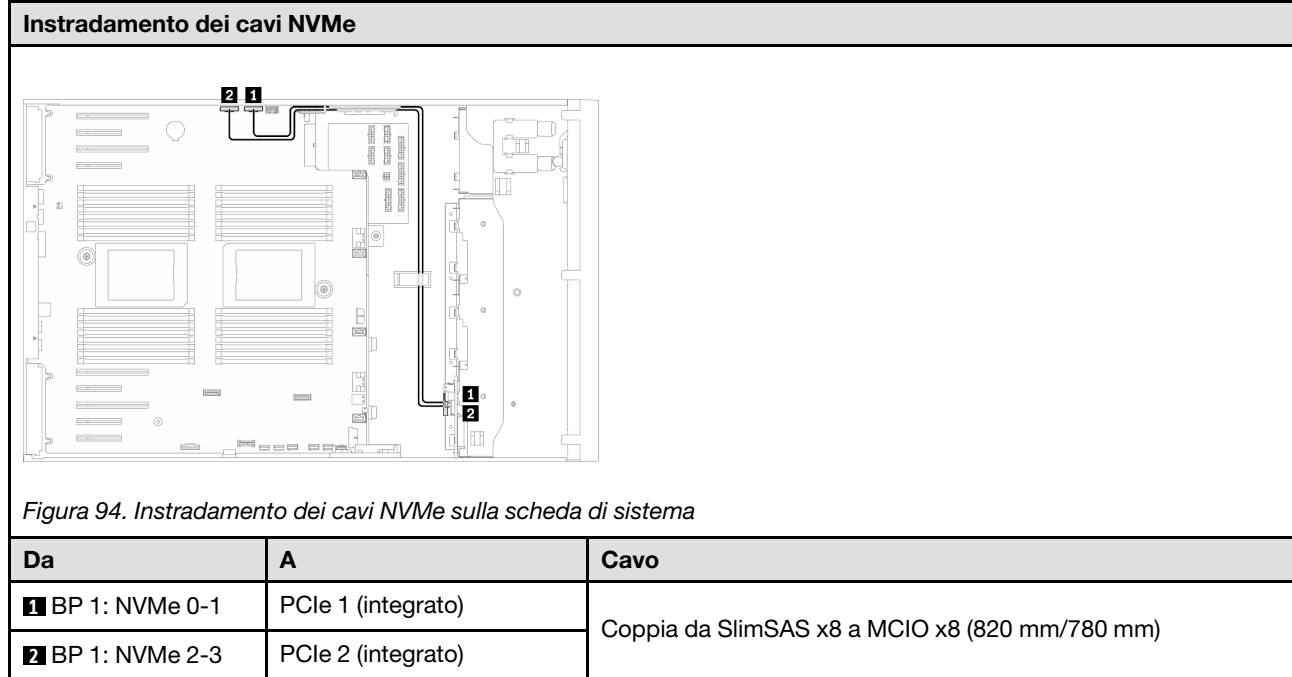 Instradamento dei cavi NVMe
2 1
1
2
Figura 94. Instradamento dei cavi NVMe sulla scheda di sistema
Da A Cavo
1 BP 1: NVMe 0-1 PCIe 1 (integrato)
Coppia da SlimSAS x8 a MCIO x8 (820 mm/780 mm)
2 BP 1: NVMe 2-3 PCIe 2 (integrato)